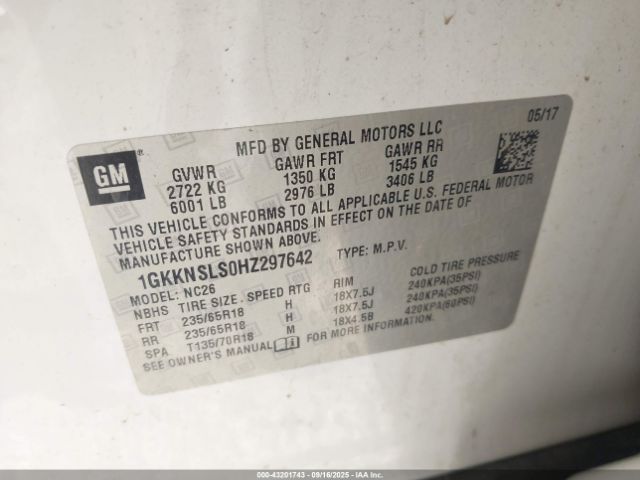 05/17
MFD BY GENERAL MOTORS LLC
GM ®
GVWR GAWR FRT GAWR RR
2722 KG 1350 KG 1545 KG
6001 LB 2976 LB 3406 LB
THIS VEHICLE CONFORMS TO ALL APPLICABLE U.S. FEDERAL MOTOR
VEHICLE SAFETY STANDARDS IN EFFECT ON THE DATE OF
MANUFACTURE SHOWN ABOVE.
1GKKNSLS0HZ297642 TYPE: M.P.V.
MODEL: NC26
NBHS TIRE SIZE. SPEED RTG RIM COLD TIRE PRESSURE
FRT 235/65R18 H 18X7.5J 240KPA(35PSI)
RR 235/65R18 H 18X7.5J 240KPA(35PSI)
SPA T135/70R18 M 18X4.5B 420KPA(60PSI)
SEE OWNER'S MANUAL FOR MORE INFORMATION.
000-43201743 - 09/16/2025 - IAAI, Inc.